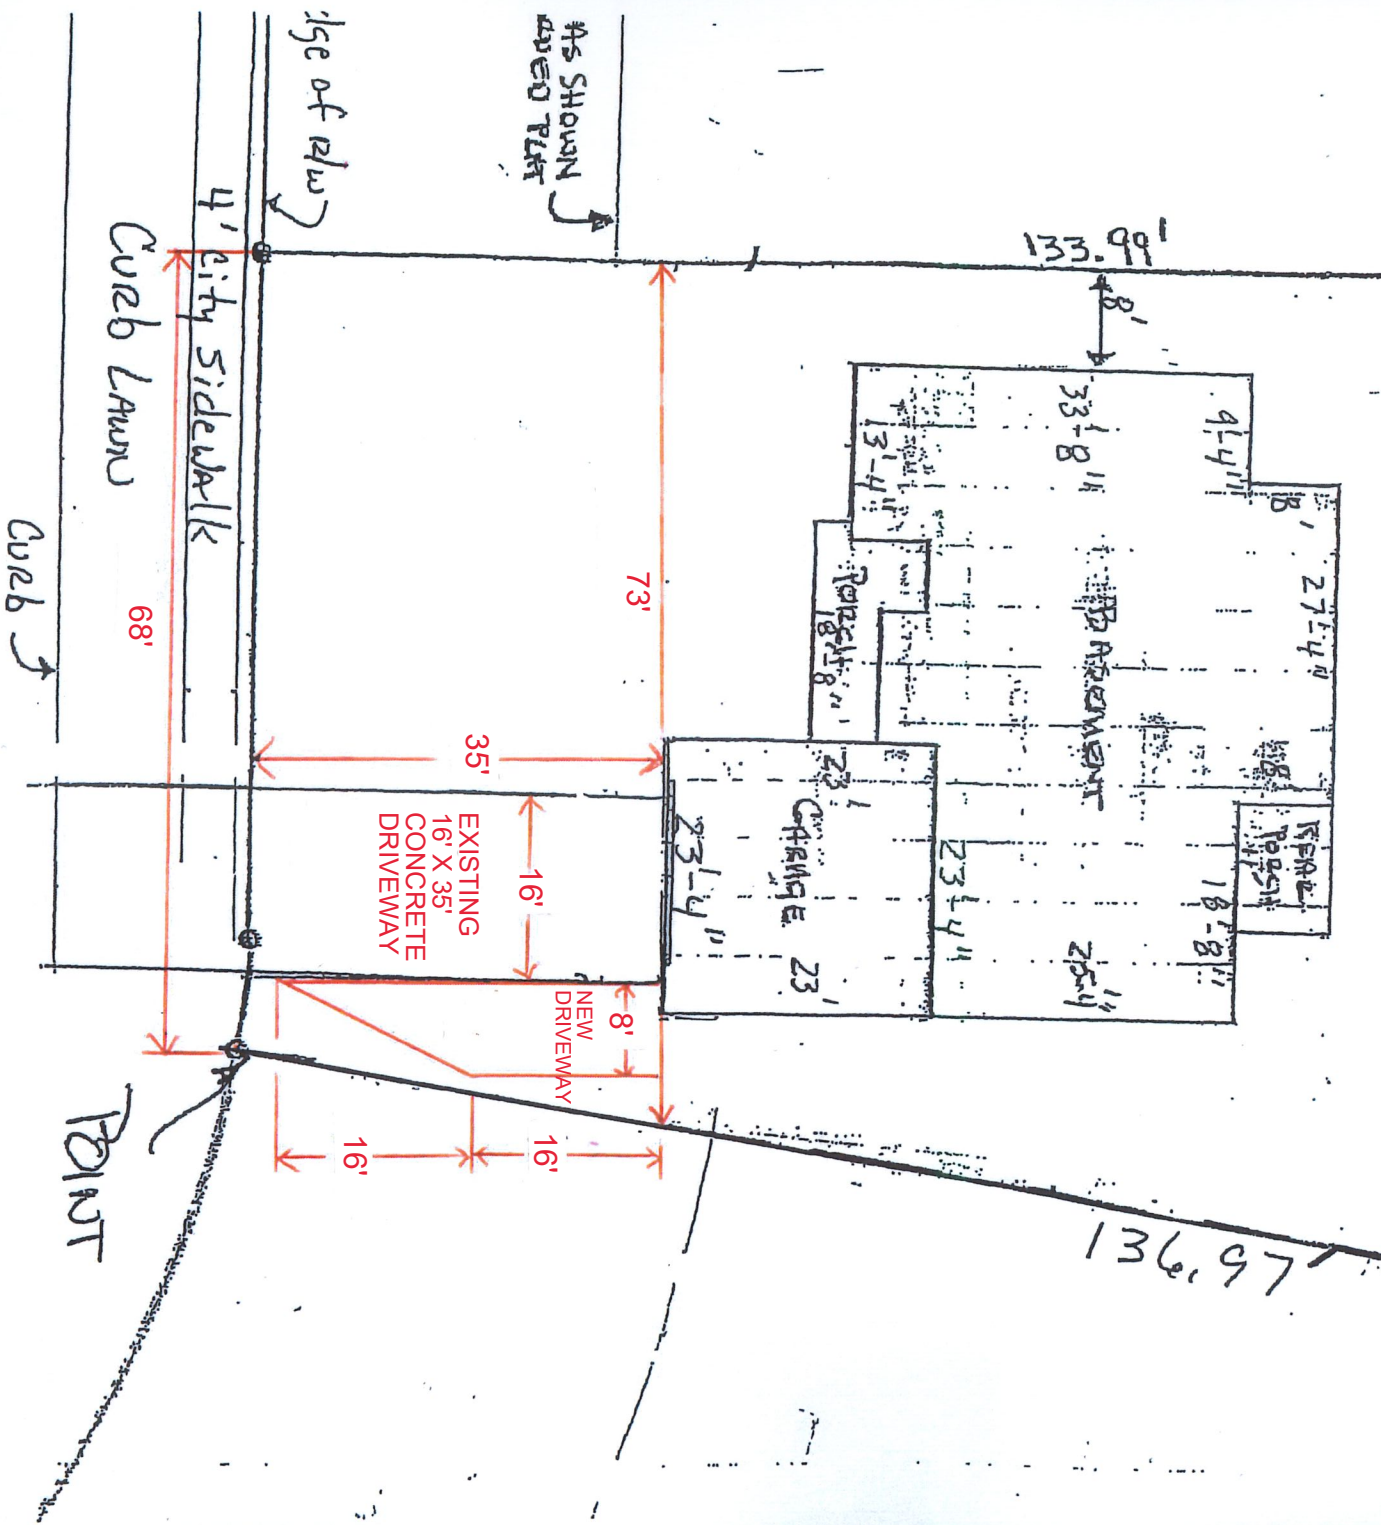 133.99'
8'
AS SHOWN
PLAT
of R/W
4' City Sidewalk
Curb Lawn
Curb
68'
73'
35'
16'
EXISTING
16' X 35'
CONCRETE
DRIVEWAY
NEW
DRIVEWAY
8'
16'
16'
33'-8"
9'-4"
8'
27'-4"
13'-4"
PORCH
18'-8"
BASEMENT
8'
REAR
PORCH
18'-8"
25'-4"
23'
GARAGE
23'-4"
23'-4"
23'
POINT
136.97'